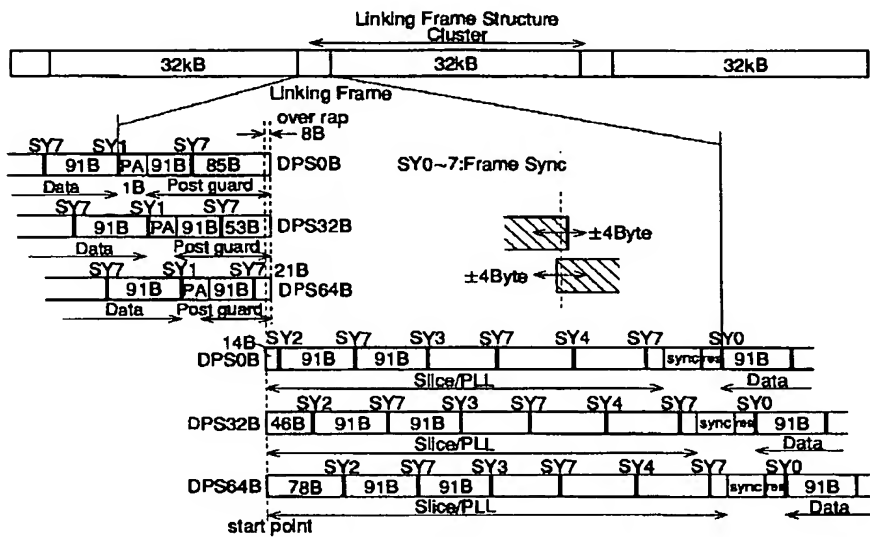 Linking Frame Structure
Cluster
32kB 32kB 32kB
Linking Frame
over rap
8B
SY7 SY1 SY7
91B PA 91B 85B DPS0B
SY0~7:Frame Sync
Data 1B Post guard
SY7 SY1 SY7
91B PA 91B 53B DPS32B
±4Byte
Data Post guard
SY7 SY1 SY7 21B
±4Byte
91B PA 91B DPS64B
Data Post guard
14B SY2 SY7 SY3 SY7 SY4 SY7 SY0
DPS0B 91B 91B sync res 91B
Slice/PLL Data
SY2 SY7 SY3 SY7 SY4 SY7 SY0
DPS32B 46B 91B 91B sync res 91B
Slice/PLL Data
SY2 SY7 SY3 SY7 SY4 SY7 SY0
DPS64B 78B 91B 91B sync res 91B
Slice/PLL Data
start point